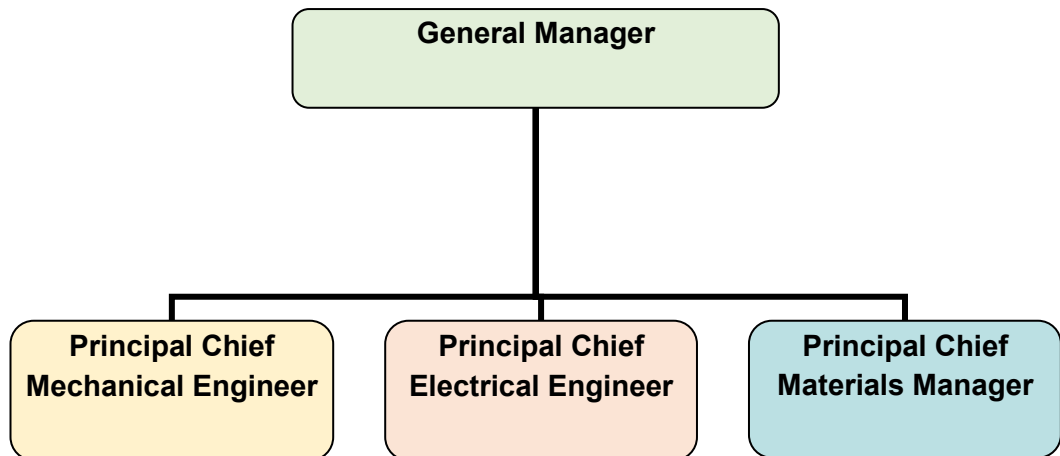 General Manager
Principal Chief
Mechanical Engineer
Principal Chief
Electrical Engineer
Principal Chief
Materials Manager